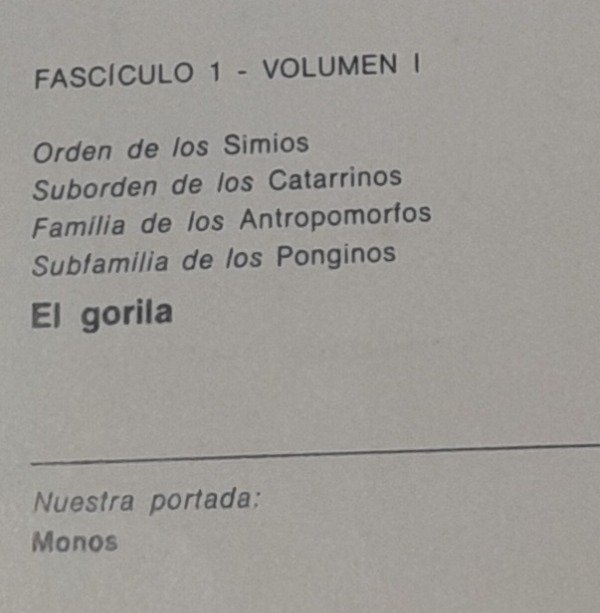 FASCÍCULO 1 - VOLUMEN I
Orden de los Simios
Suborden de los Catarrinos
Familia de los Antropomorfos
Subfamilia de los Ponginos
El gorila
Nuestra portada:
Monos